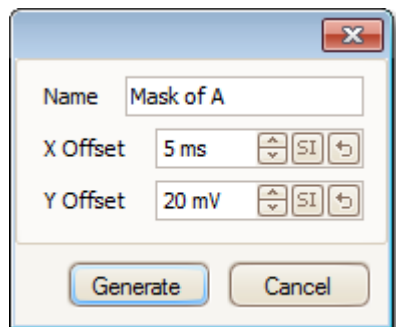 Name Mask of A
X Offset 5 ms SI
Y Offset 20 mV SI
Generate Cancel